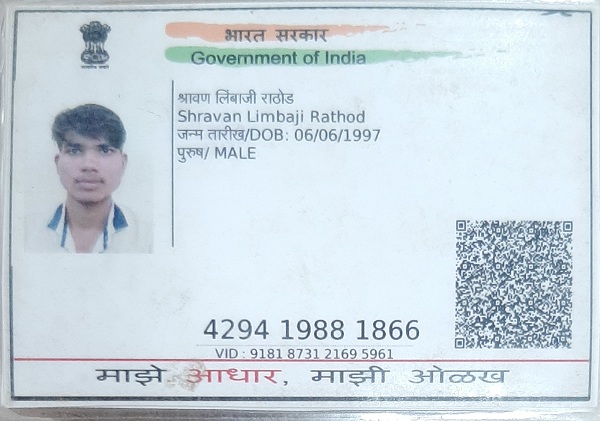 भारत सरकार
Government of India
श्रावण लिंबाजी राठोड
Shravan Limbaji Rathod
जन्म तारीख/DOB: 06/06/1997
पुरुष/ MALE
4294 1988 1866
VID : 9181 8731 2169 5961
माझे आधार, माझी ओळख